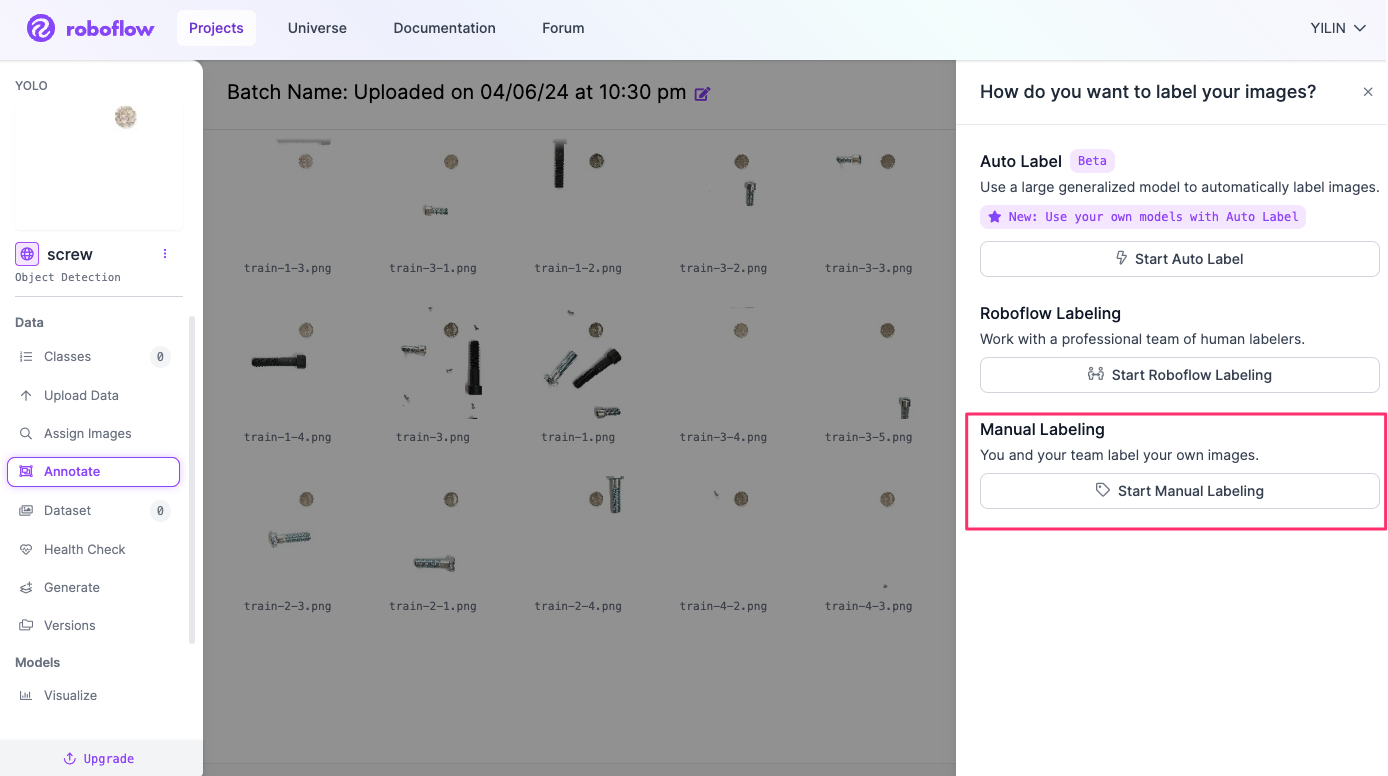 roboflow
Projects
Universe
Documentation
Forum
YILIN
YOLO
screw
Object Detection
Data
Classes 0
Upload Data
Assign Images
Annotate
Dataset 0
Health Check
Generate
Versions
Models
Visualize
Upgrade
Batch Name: Uploaded on 04/06/24 at 10:30 pm
train-1-3.png
train-3-1.png
train-1-2.png
train-3-2.png
train-3-3.png
train-1-4.png
train-3.png
train-1.png
train-3-4.png
train-3-5.png
train-2-3.png
train-2-1.png
train-2-4.png
train-4-2.png
train-4-3.png
How do you want to label your images?
Auto Label Beta
Use a large generalized model to automatically label images.
New: Use your own models with Auto Label
Start Auto Label
Roboflow Labeling
Work with a professional team of human labelers.
Start Roboflow Labeling
Manual Labeling
You and your team label your own images.
Start Manual Labeling